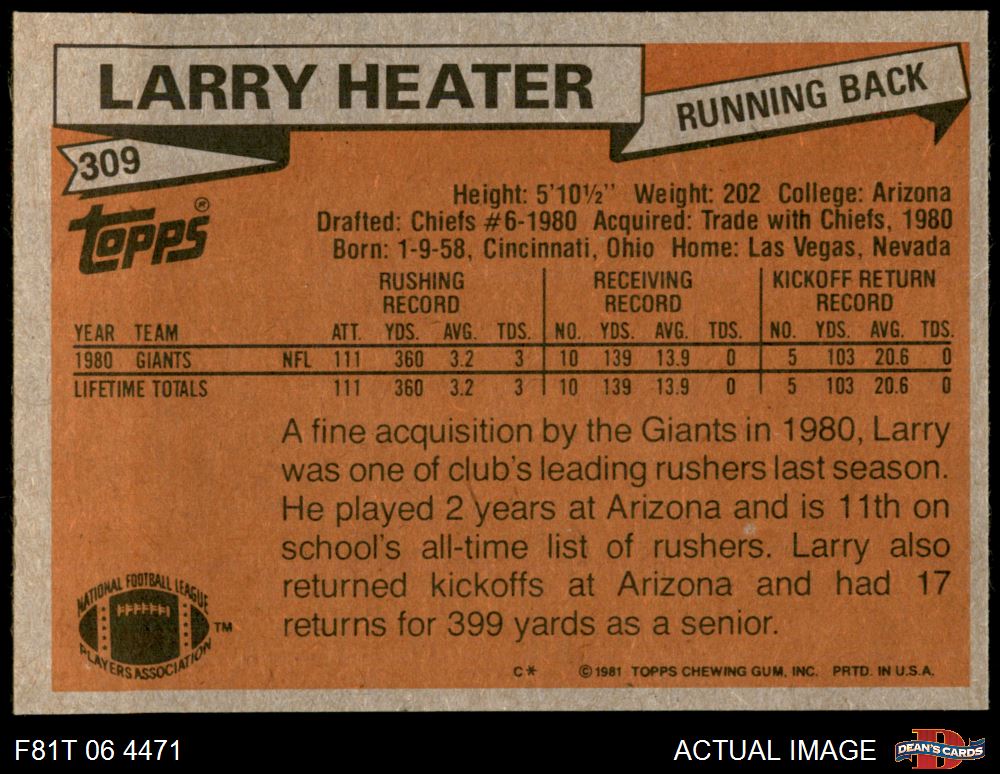 LARRY HEATER
RUNNING BACK
309
topps®
Height: 5'10½" Weight: 202 College: Arizona
Drafted: Chiefs #6-1980 Acquired: Trade with Chiefs, 1980
Born: 1-9-58, Cincinnati, Ohio Home: Las Vegas, Nevada
RUSHING RECEIVING KICKOFF RETURN
RECORD RECORD RECORD
YEAR TEAM ATT. YDS. AVG. TDS. NO. YDS. AVG. TDS. NO. YDS. AVG. TDS.
1980 GIANTS NFL 111 360 3.2 3 10 139 13.9 0 5 103 20.6 0
LIFETIME TOTALS 111 360 3.2 3 10 139 13.9 0 5 103 20.6 0
A fine acquisition by the Giants in 1980, Larry
was one of club's leading rushers last season.
He played 2 years at Arizona and is 11th on
school's all-time list of rushers. Larry also
returned kickoffs at Arizona and had 17
returns for 399 yards as a senior.
NATIONAL FOOTBALL LEAGUE
PLAYERS ASSOCIATION
TM
C* ©1981 TOPPS CHEWING GUM, INC. PRTD. IN U.S.A.
F81T 06 4471
ACTUAL IMAGE
D
DEAN'S CARDS